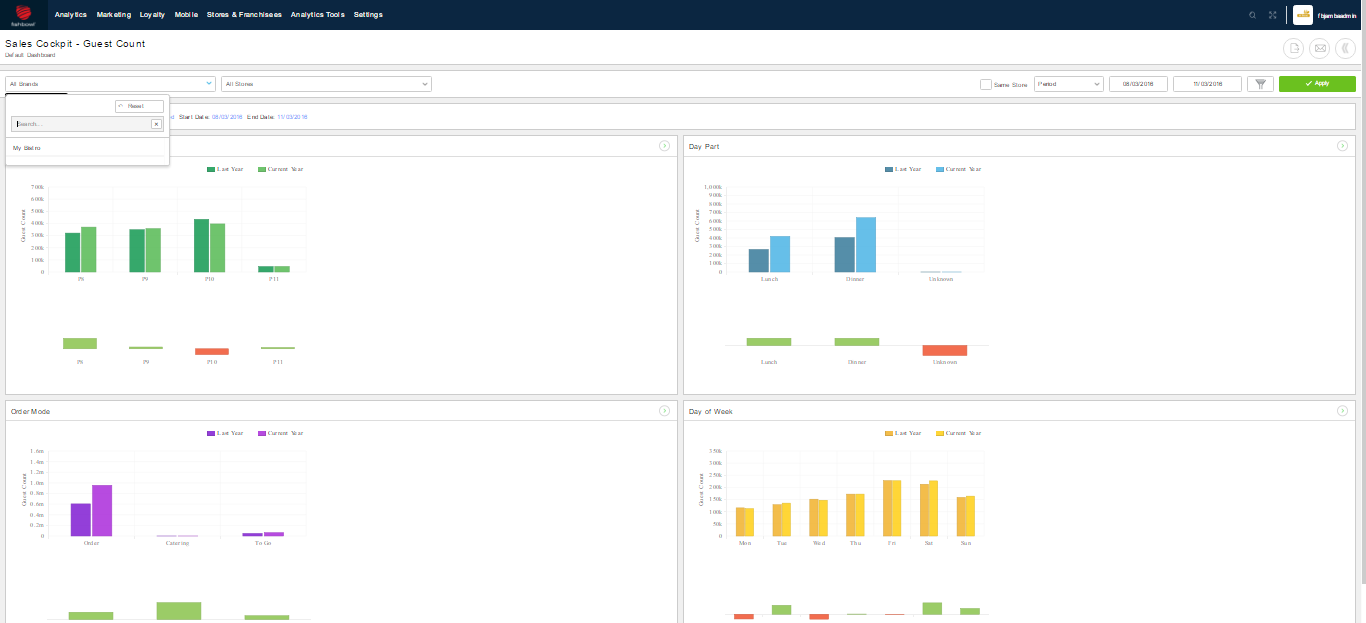 fishbowl
Analytics Marketing Loyalty Mobile Stores & Franchisees Analytics Tools Settings
fbjambaadmin
Sales Cockpit - Guest Count
Default Dashboard
All Brands
All Stores
Same Store
Period
08/03/2016
11/03/2016
Apply
Reset
Search...
My Bistro
Start Date: 08/03/2016 End Date: 11/03/2016
Last Year Current Year
Guest Count
700k
600k
500k
400k
300k
200k
100k
0
P8 P9 P10 P11
P8 P9 P10 P11
Day Part
Last Year Current Year
Guest Count
1,000k
900k
800k
700k
600k
500k
400k
300k
200k
100k
0
Lunch Dinner Unknown
Lunch Dinner Unknown
Order Mode
Last Year Current Year
Guest Count
1.6m
1.4m
1.2m
1.0m
0.8m
0.6m
0.4m
0.2m
0
Order Catering To Go
Day of Week
Last Year Current Year
Guest Count
350k
300k
250k
200k
150k
100k
50k
0
Mon Tue Wed Thu Fri Sat Sun